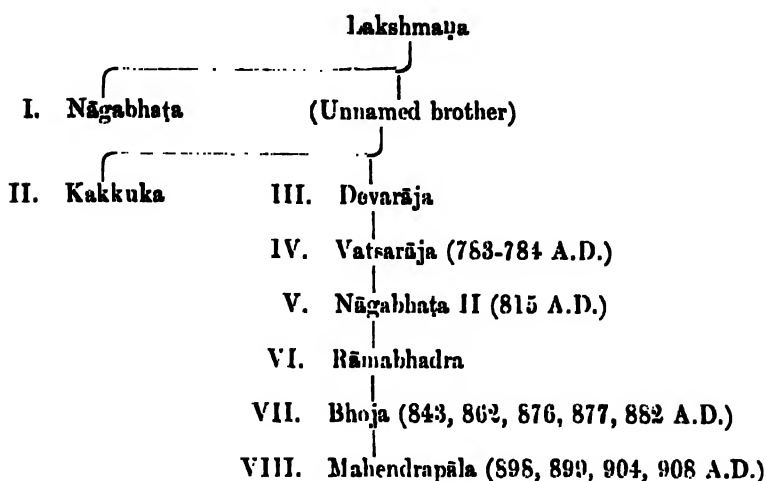 Lakshmaṇa
I. Nāgabhaṭa (Unnamed brother)
II. Kakkuka III. Devarāja
IV. Vatsarāja (783-784 A.D.)
V. Nāgabhaṭa II (815 A.D.)
VI. Rāmabhadra
VII. Bhoja (843, 862, 876, 877, 882 A.D.)
VIII. Mahendrapāla (898, 899, 904, 908 A.D.)